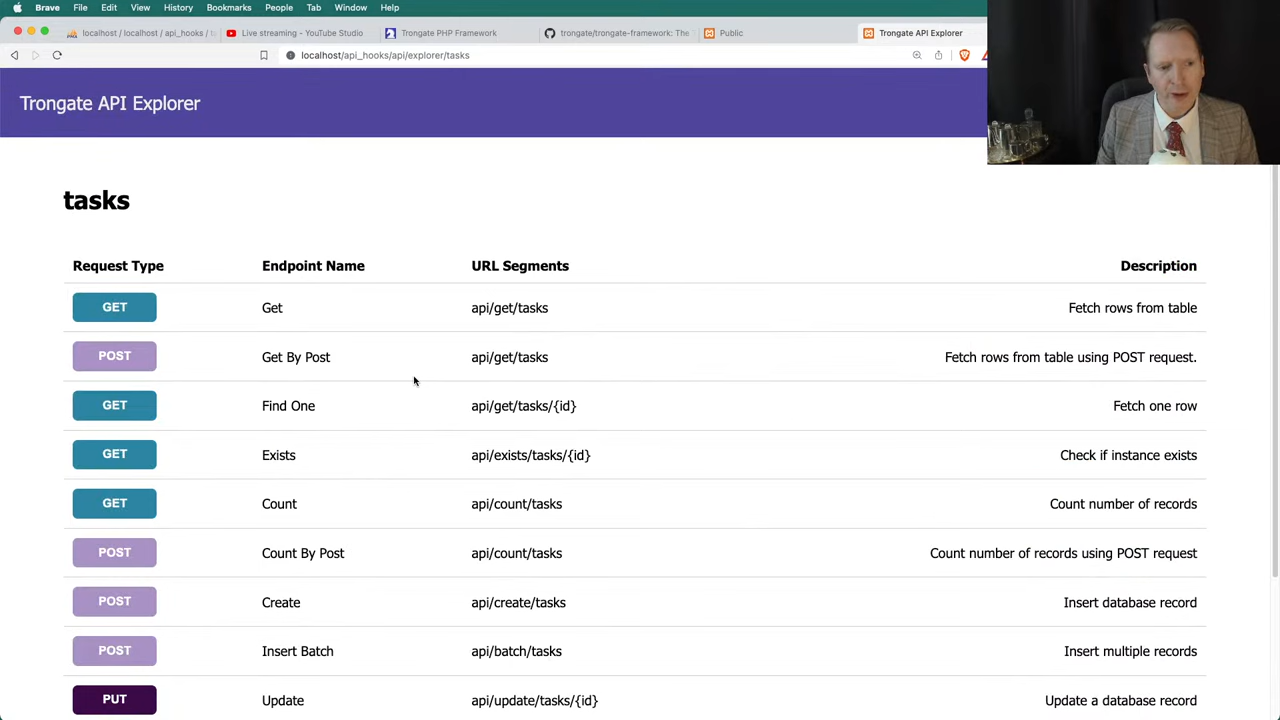 Brave File Edit View History Bookmarks People Tab Window Help
localhost / localhost / api_hooks / t
Live streaming - YouTube Studio
Trongate PHP Framework
trongate/trongate-framework: The
Public
Trongate API Explorer
localhost/api_hooks/api/explorer/tasks
Trongate API Explorer
tasks
Request Type Endpoint Name URL Segments Description
GET Get api/get/tasks Fetch rows from table
POST Get By Post api/get/tasks Fetch rows from table using POST request.
GET Find One api/get/tasks/{id} Fetch one row
GET Exists api/exists/tasks/{id} Check if instance exists
GET Count api/count/tasks Count number of records
POST Count By Post api/count/tasks Count number of records using POST request
POST Create api/create/tasks Insert database record
POST Insert Batch api/batch/tasks Insert multiple records
PUT Update api/update/tasks/{id} Update a database record